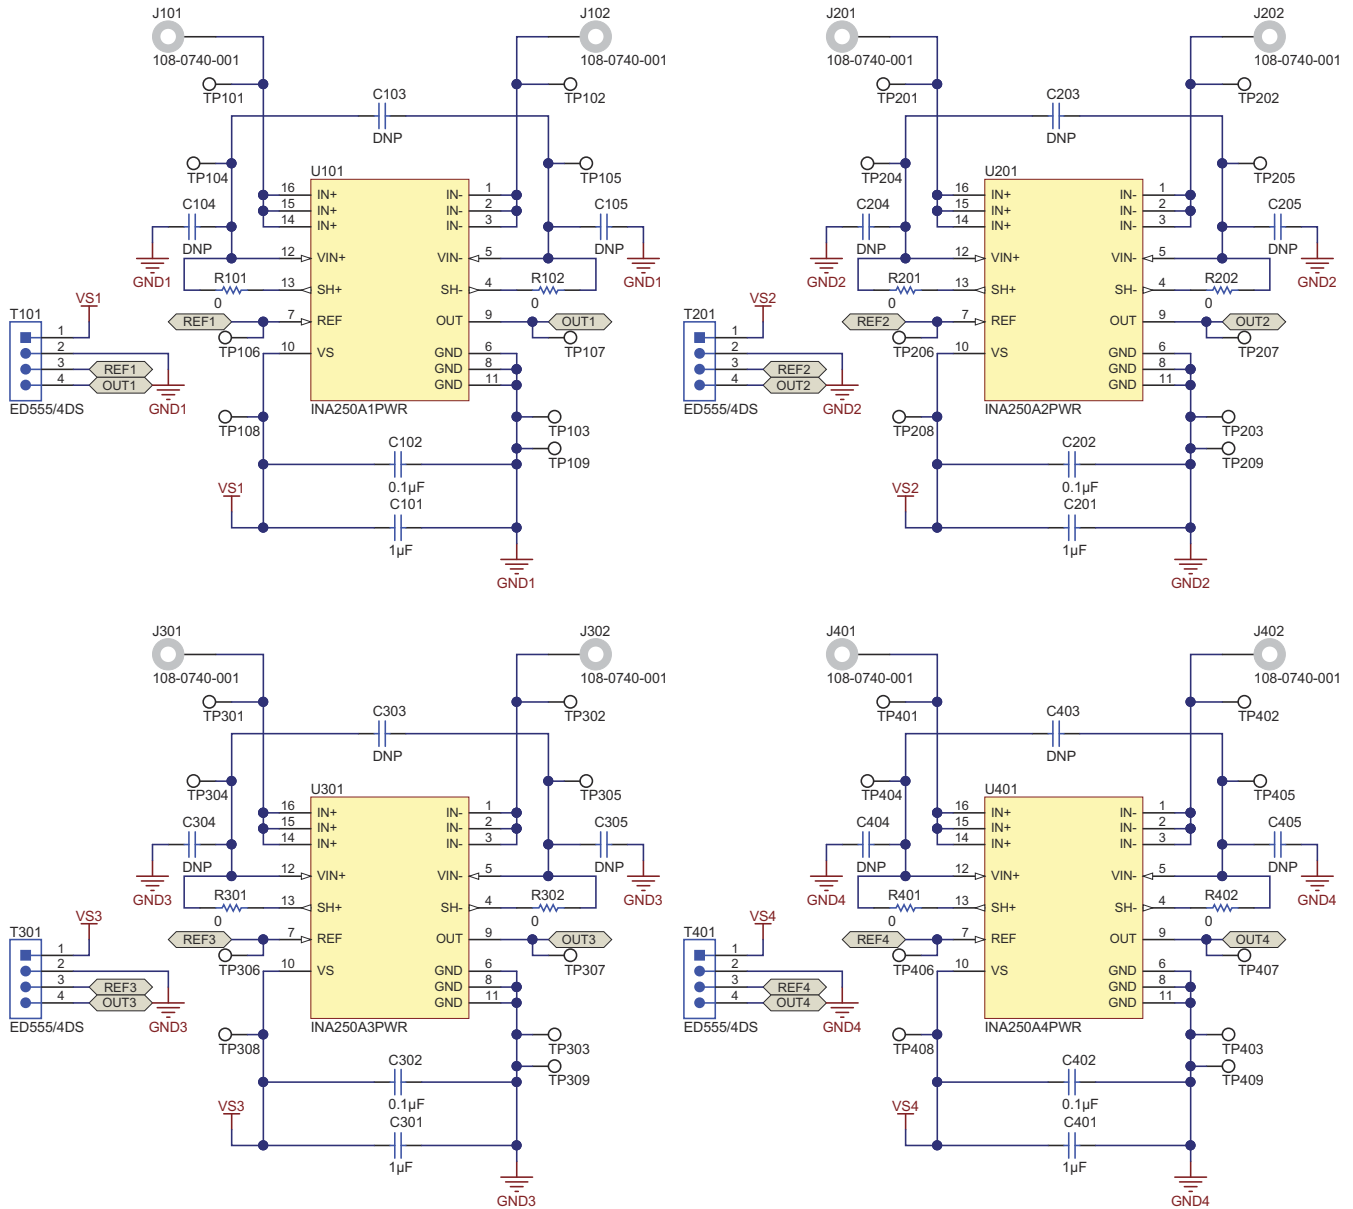 J101
108-0740-001
TP101
J102
108-0740-001
TP102
C103
DNP
TP104
TP105
C104
DNP
GND1
C105
DNP
GND1
U101
16 IN+
15 IN+
14 IN+
12 VIN+
13 SH+
7 REF
10 VS
IN- 1
IN- 2
IN- 3
VIN- 5
SH- 4
OUT 9
GND 6
GND 8
GND 11
INA250A1PWR
R101
0
R102
0
REF1
TP106
OUT1
TP107
T101
VS1
1
2
3 REF1
4 OUT1
GND1
ED555/4DS
TP108
TP103
TP109
C102
0.1µF
VS1
C101
1µF
GND1
J201
108-0740-001
TP201
J202
108-0740-001
TP202
C203
DNP
TP204
TP205
C204
DNP
GND2
C205
DNP
GND2
U201
16 IN+
15 IN+
14 IN+
12 VIN+
13 SH+
7 REF
10 VS
IN- 1
IN- 2
IN- 3
VIN- 5
SH- 4
OUT 9
GND 6
GND 8
GND 11
INA250A2PWR
R201
0
R202
0
REF2
TP206
OUT2
TP207
T201
VS2
1
2
3 REF2
4 OUT2
GND2
ED555/4DS
TP208
TP203
TP209
C202
0.1µF
VS2
C201
1µF
GND2
J301
108-0740-001
TP301
J302
108-0740-001
TP302
C303
DNP
TP304
TP305
C304
DNP
GND3
C305
DNP
GND3
U301
16 IN+
15 IN+
14 IN+
12 VIN+
13 SH+
7 REF
10 VS
IN- 1
IN- 2
IN- 3
VIN- 5
SH- 4
OUT 9
GND 6
GND 8
GND 11
INA250A3PWR
R301
0
R302
0
REF3
TP306
OUT3
TP307
T301
VS3
1
2
3 REF3
4 OUT3
GND3
ED555/4DS
TP308
TP303
TP309
C302
0.1µF
VS3
C301
1µF
GND3
J401
108-0740-001
TP401
J402
108-0740-001
TP402
C403
DNP
TP404
TP405
C404
DNP
GND4
C405
DNP
GND4
U401
16 IN+
15 IN+
14 IN+
12 VIN+
13 SH+
7 REF
10 VS
IN- 1
IN- 2
IN- 3
VIN- 5
SH- 4
OUT 9
GND 6
GND 8
GND 11
INA250A4PWR
R401
0
R402
0
REF4
TP406
OUT4
TP407
T401
VS4
1
2
3 REF4
4 OUT4
GND4
ED555/4DS
TP408
TP403
TP409
C402
0.1µF
VS4
C401
1µF
GND4